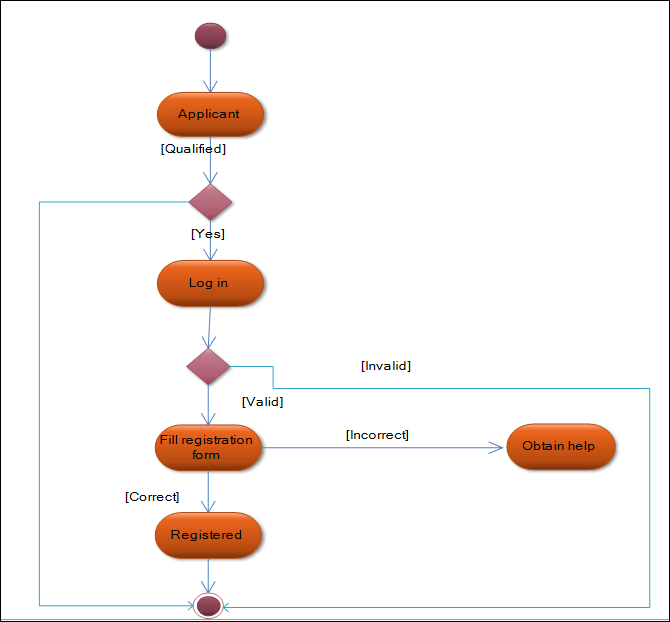 Applicant
[Qualified]
[Yes]
Log in
[Invalid]
[Valid]
Fill registration
form
[Incorrect]
Obtain help
[Correct]
Registered